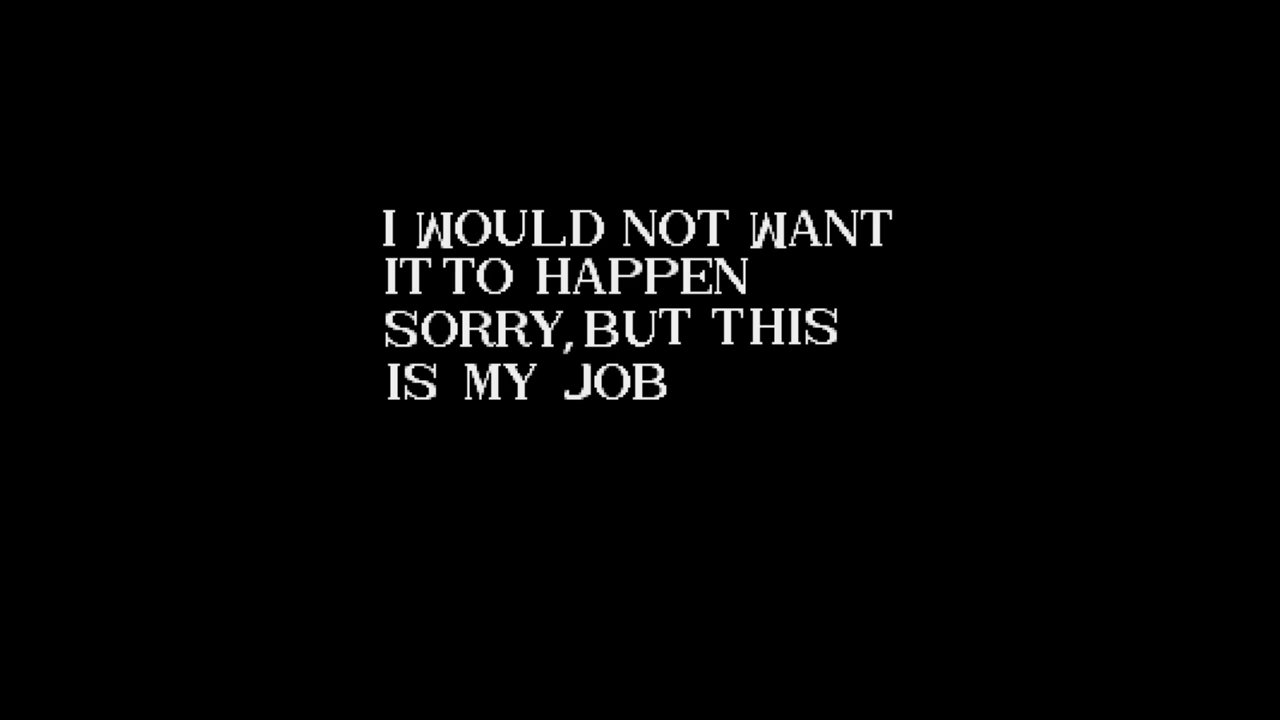 I WOULD NOT WANT
IT TO HAPPEN
SORRY, BUT THIS
IS MY JOB